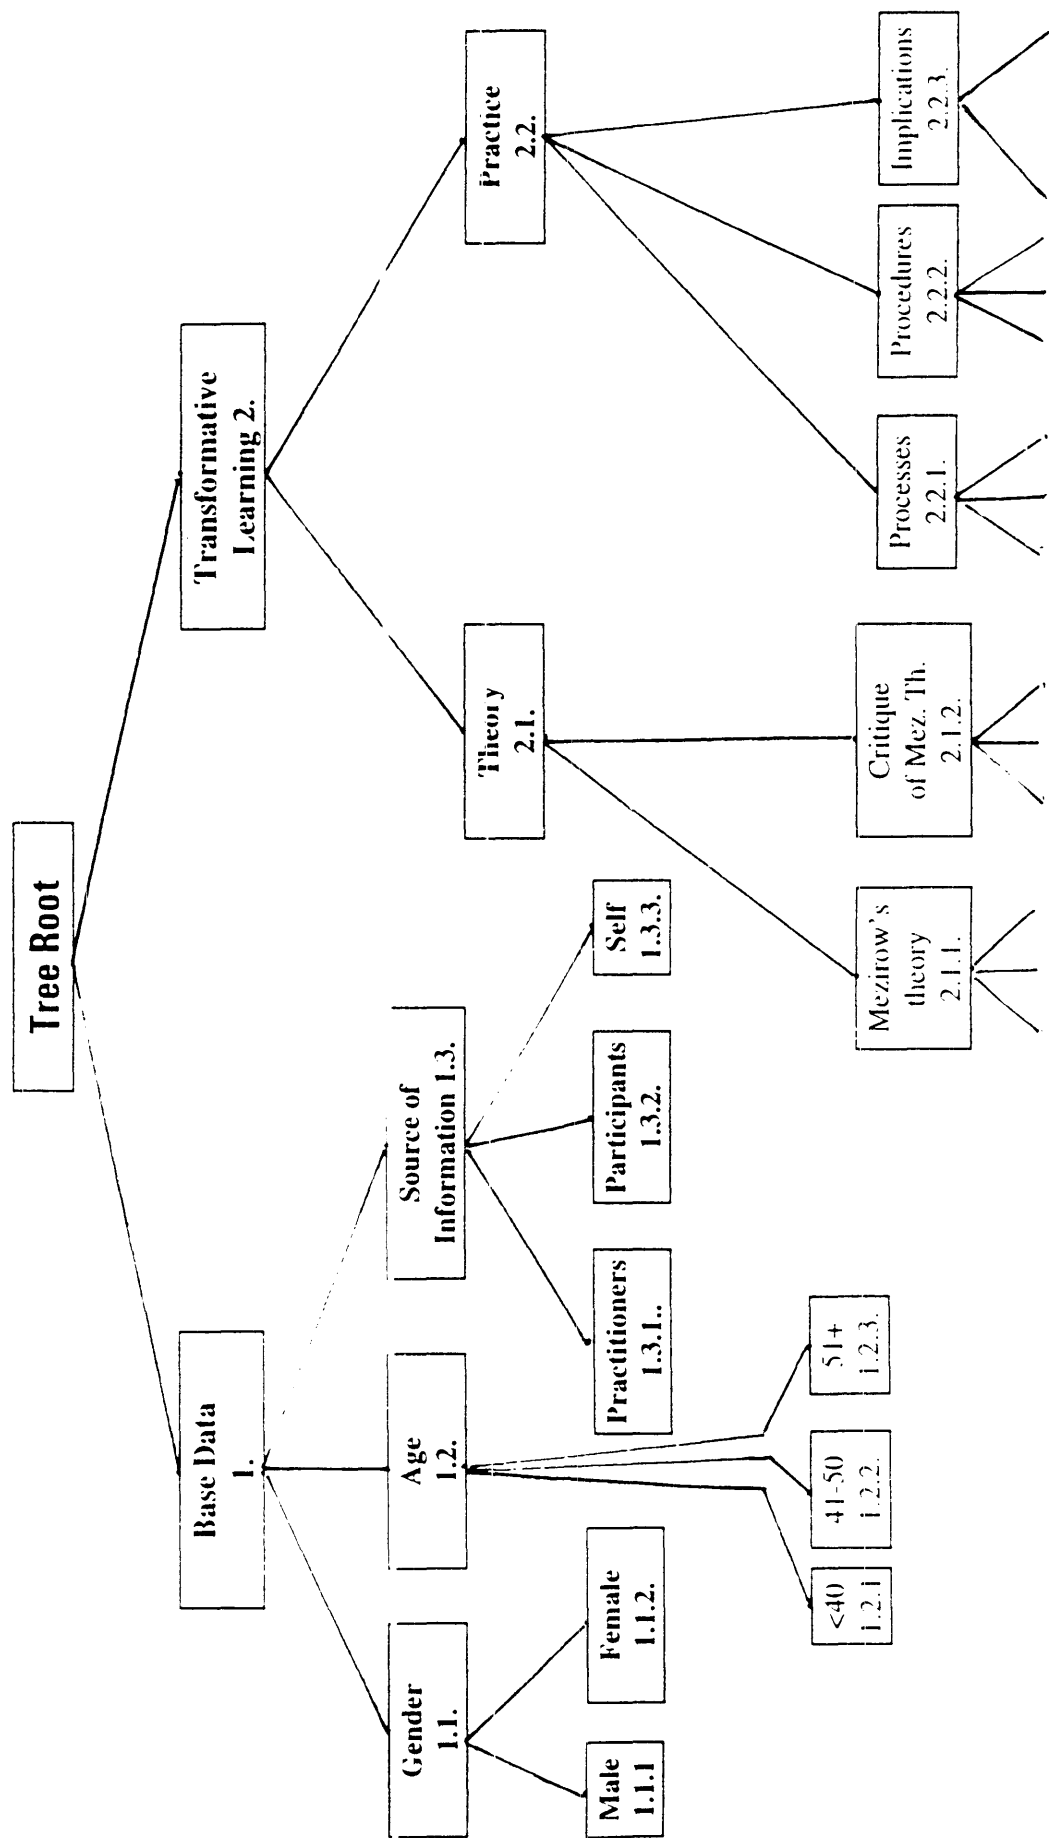 Tree Root
Base Data
1.
Transformative
Learning 2.
Gender
1.1.
Age
1.2.
Source of
Information 1.3.
Theory
2.1.
Practice
2.2.
Male
1.1.1
Female
1.1.2.
Practitioners
1.3.1..
Participants
1.3.2.
Self
1.3.3.
<40
1.2.1
41-50
1.2.2.
51+
1.2.3.
Mezirow's
theory
2.1.1.
Critique
of Mez. Th.
2.1.2.
Processes
2.2.1.
Procedures
2.2.2.
Implications
2.2.3.